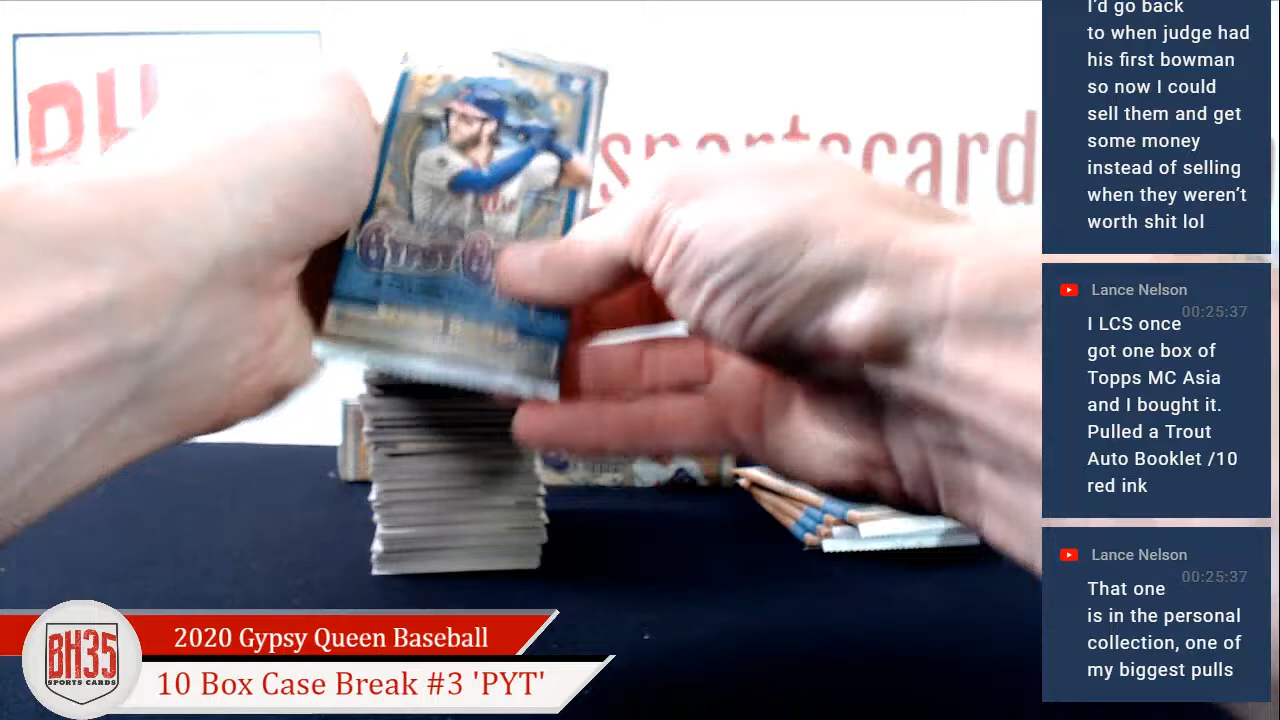 I'd go back
to when judge had
his first bowman
so now I could
sell them and get
some money
instead of selling
when they weren't
worth shit lol
Lance Nelson
00:25:37
I LCS once
got one box of
Topps MC Asia
and I bought it.
Pulled a Trout
Auto Booklet /10
red ink
Lance Nelson
00:25:37
That one
is in the personal
collection, one of
my biggest pulls
BH
sportscard
GYPSY
BH35
SPORTS CARDS
2020 Gypsy Queen Baseball
10 Box Case Break #3 'PYT'